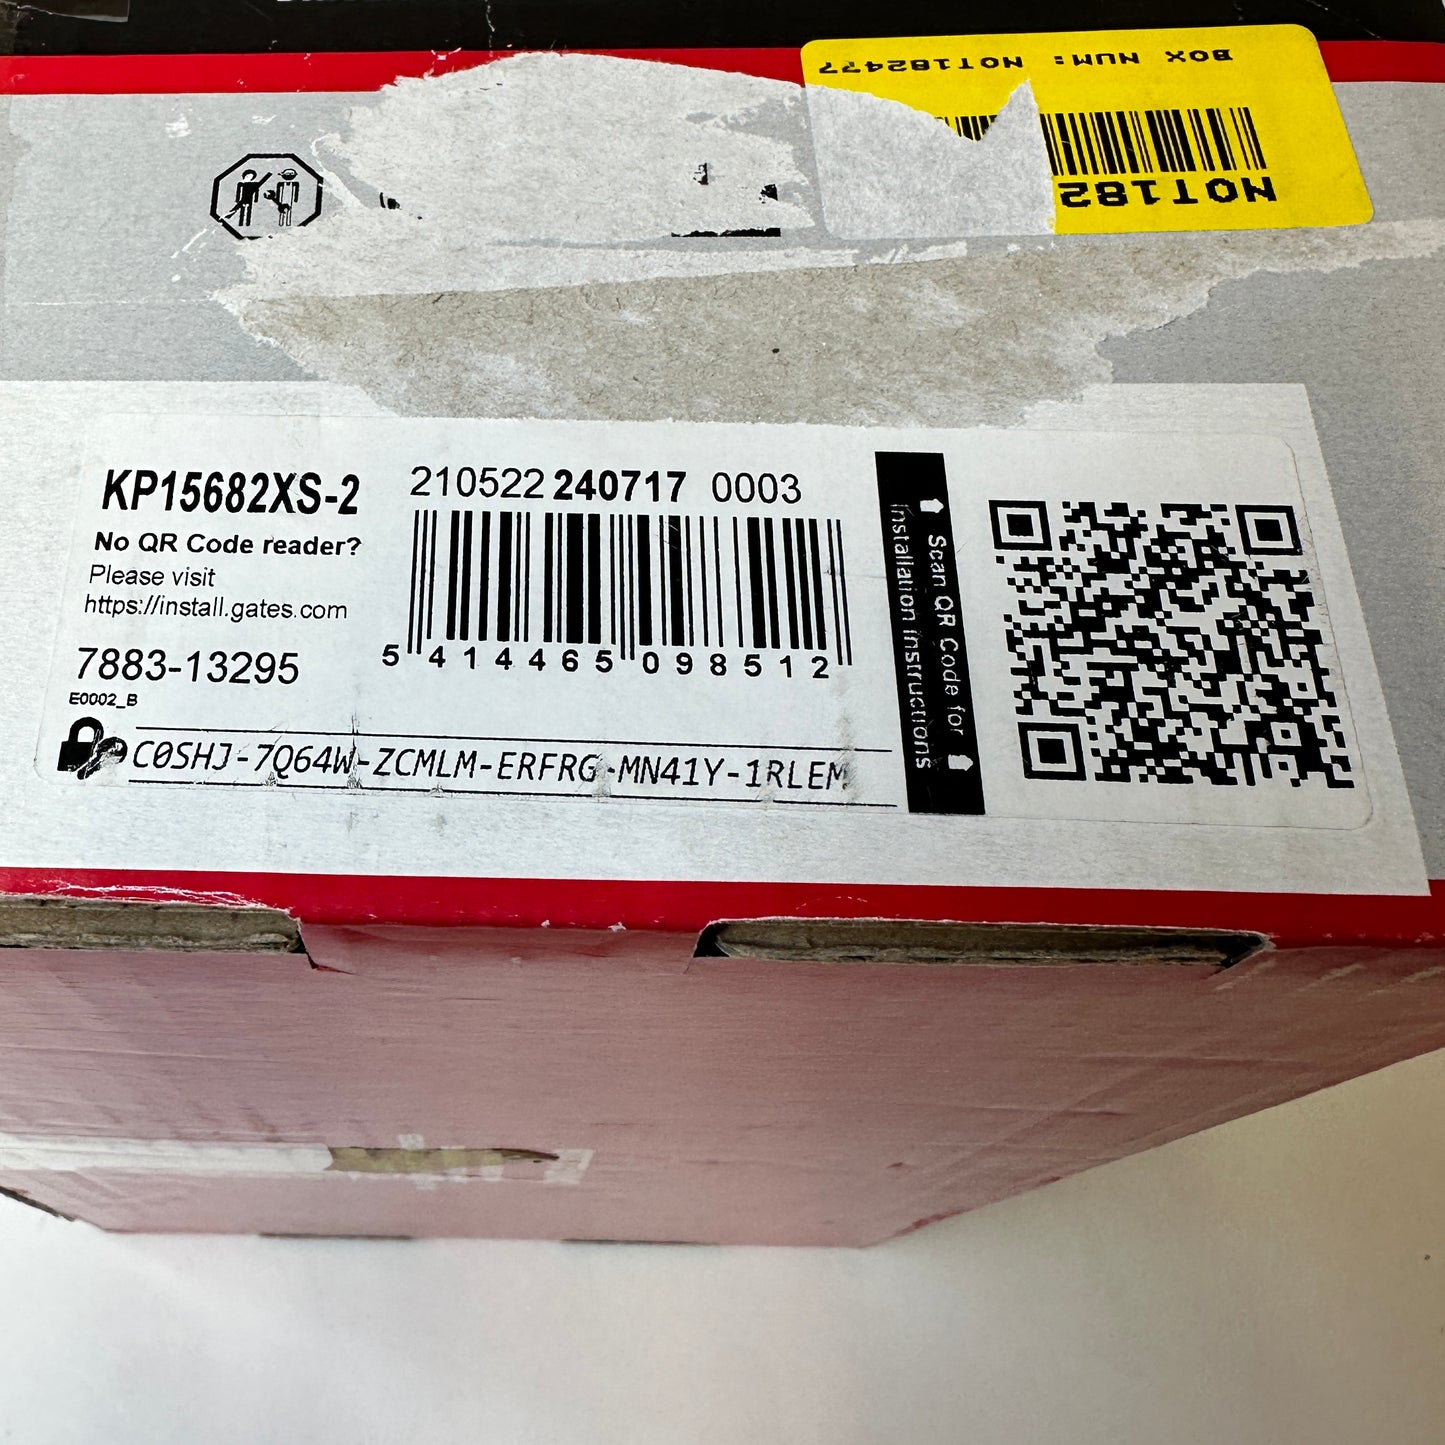 BOX NUM: NOT182477
NOT182
KP15682XS-2
No QR Code reader?
Please visit
https://install.gates.com
7883-13295
E0002_B
210522 240717 0003
5 414465 098512
C0SHJ-7Q64W-ZCMLM-ERFRG-MN41Y-1RLEM
Scan QR Code for
installation instructions